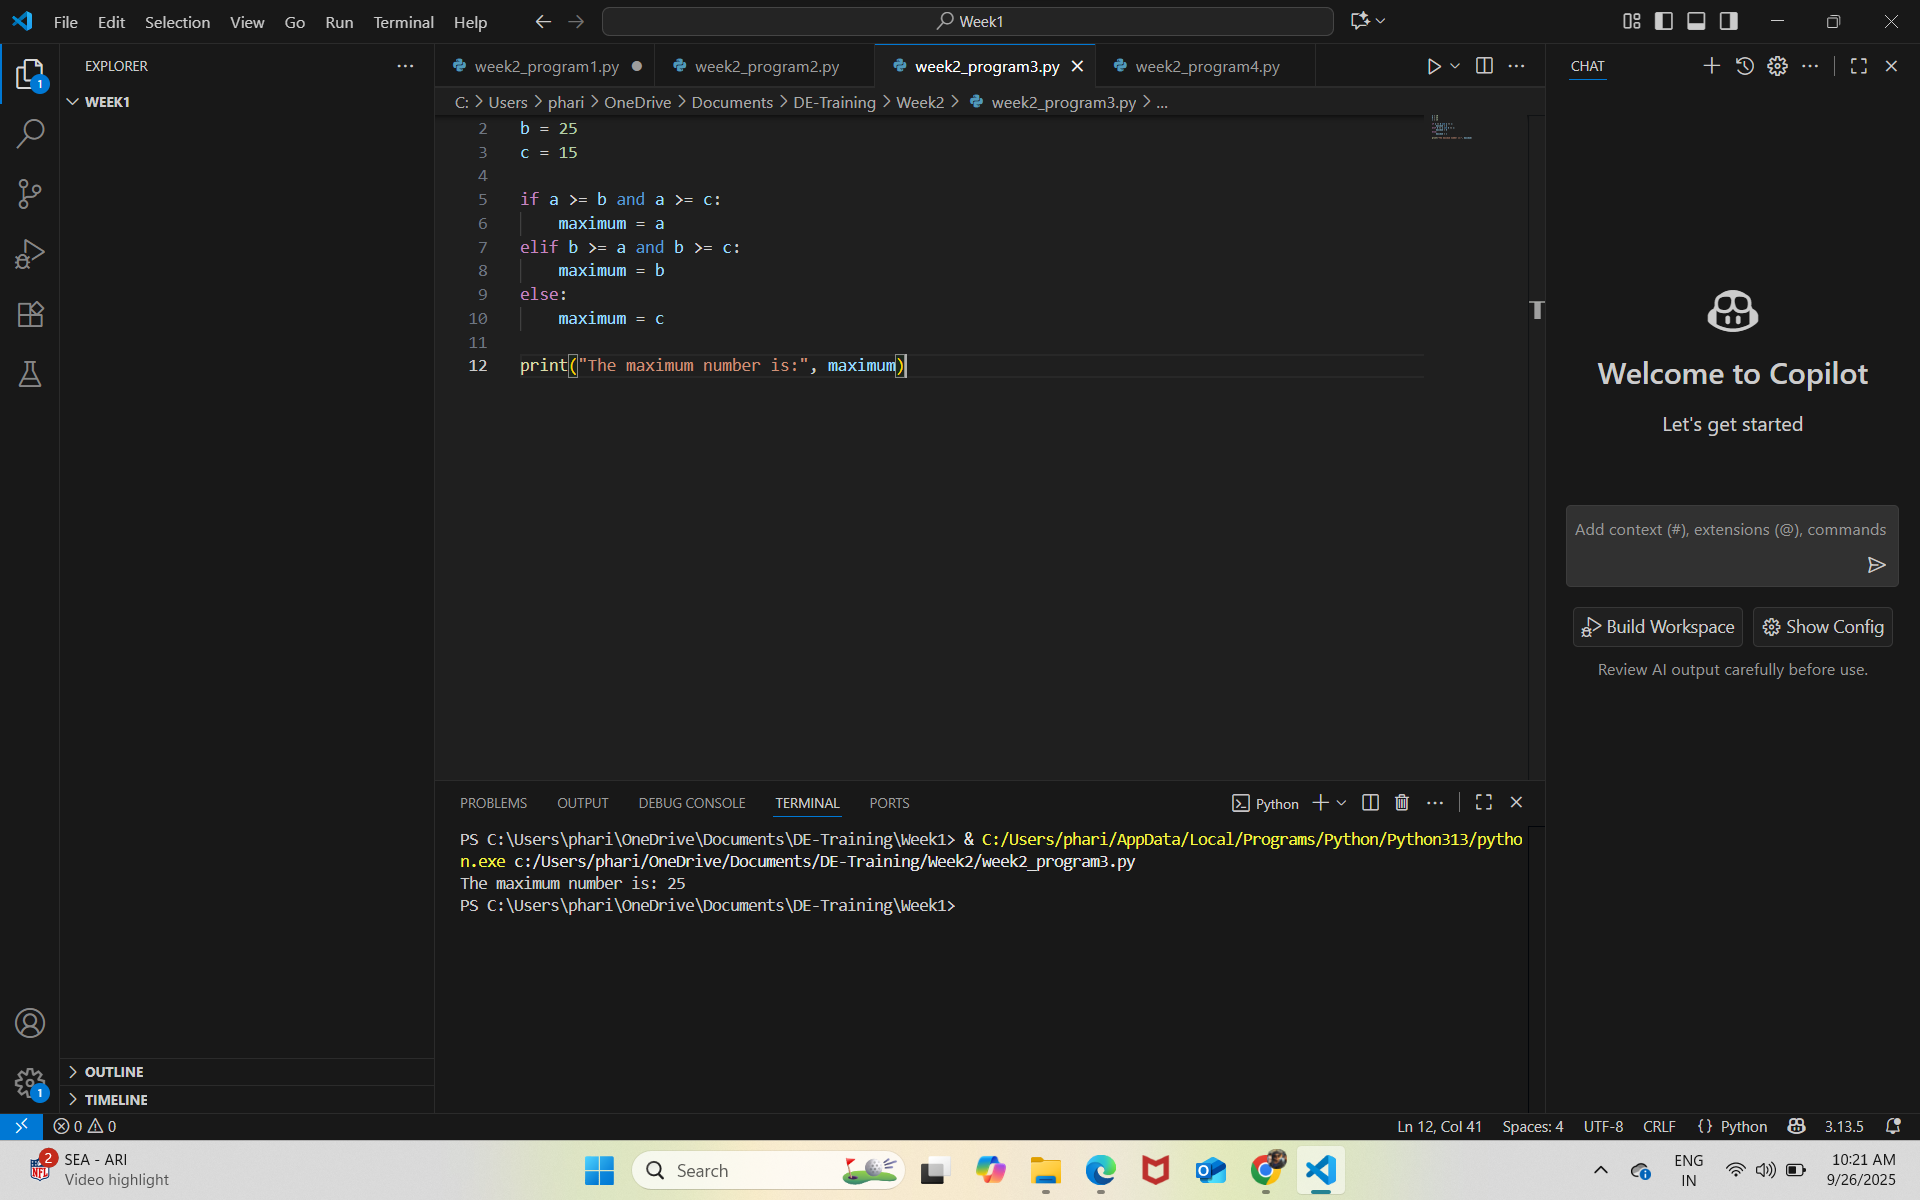 File Edit Selection View Go Run Terminal Help
Week1
EXPLORER
1
WEEK1
week2_program1.py
week2_program2.py
week2_program3.py
week2_program4.py
C: > Users > phari > OneDrive > Documents > DE-Training > Week2 > week2_program3.py > ...
2 b = 25
3 c = 15
4
5 if a >= b and a >= c:
6     maximum = a
7 elif b >= a and b >= c:
8     maximum = b
9 else:
10     maximum = c
11
12 print("The maximum number is:", maximum)
CHAT
Welcome to Copilot
Let's get started
Add context (#), extensions (@), commands
Build Workspace
Show Config
Review AI output carefully before use.
PROBLEMS OUTPUT DEBUG CONSOLE TERMINAL PORTS
Python
PS C:\Users\phari\OneDrive\Documents\DE-Training\Week1> & C:/Users/phari/AppData/Local/Programs/Python/Python313/pytho
n.exe c:/Users/phari/OneDrive/Documents/DE-Training/Week2/week2_program3.py
The maximum number is: 25
PS C:\Users\phari\OneDrive\Documents\DE-Training\Week1>
OUTLINE
1
TIMELINE
0 0
Ln 12, Col 41 Spaces: 4 UTF-8 CRLF {} Python 3.13.5
2
NFL
SEA - ARI
Video highlight
Search
ENG
IN
10:21 AM
9/26/2025